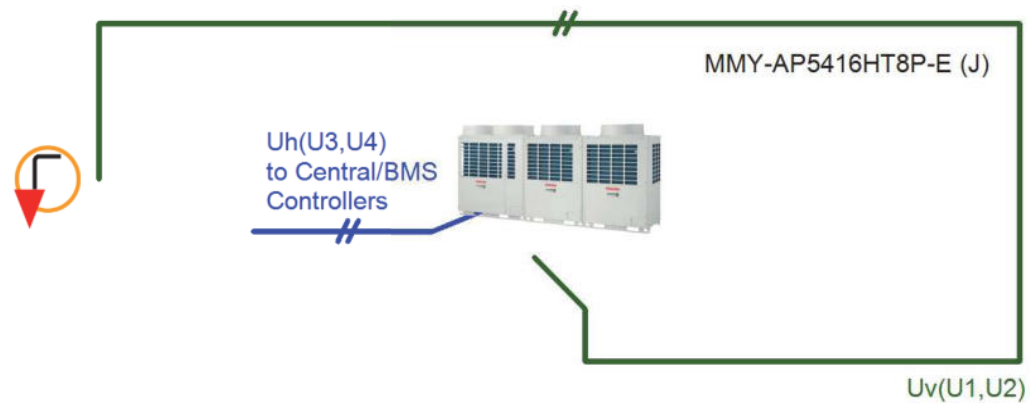 MMY-AP5416HT8P-E (J)
Uh(U3,U4)
to Central/BMS
Controllers
Uv(U1,U2)